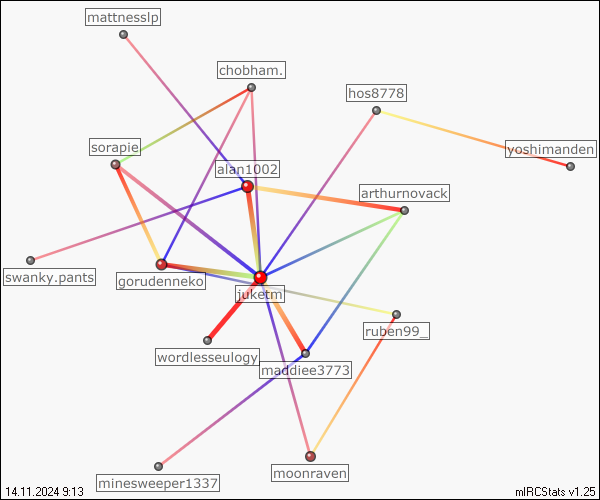 mattnesslp
chobham.
hos8778
sorapie
yoshimanden
alan1002
arthurnovack
swanky.pants
gorudenneko
juketm
ruben99_
wordlesseulogy
maddiee3773
moonraven
minesweeper1337
14.11.2024 9:13
mIRCStats v1.25